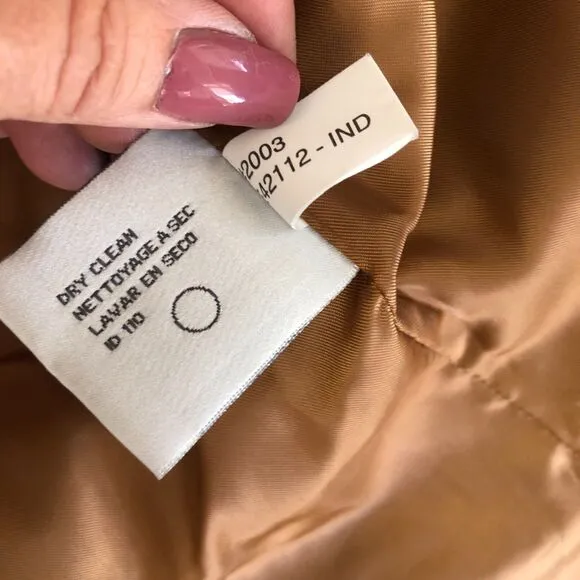 2003
42112 - IND
DRY CLEAN
NETTOYAGE A SEC
LAVAR EN SECO
ID 110